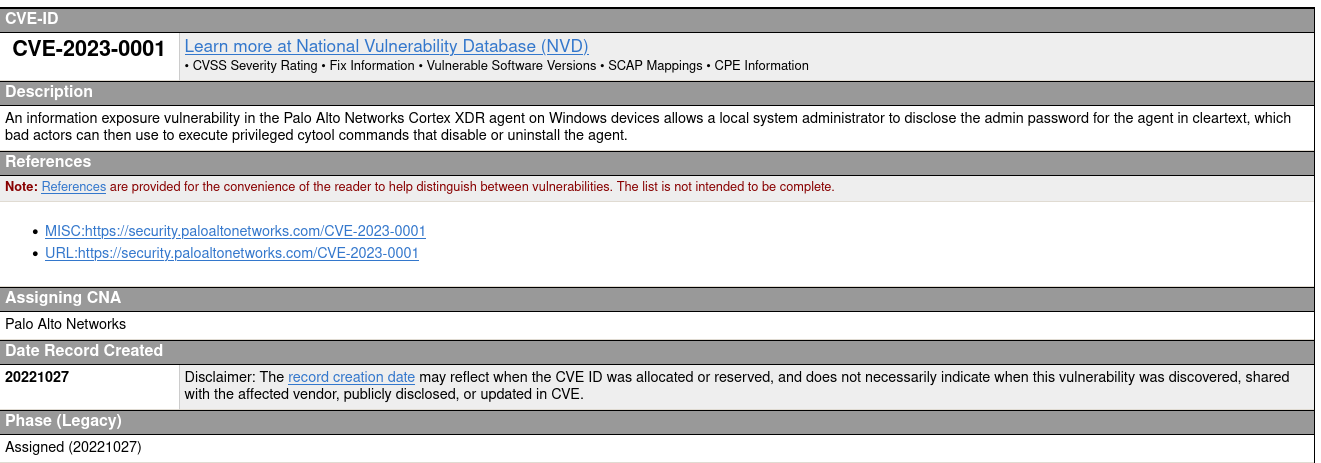 CVE-ID
CVE-2023-0001
Learn more at National Vulnerability Database (NVD)
• CVSS Severity Rating • Fix Information • Vulnerable Software Versions • SCAP Mappings • CPE Information
Description
An information exposure vulnerability in the Palo Alto Networks Cortex XDR agent on Windows devices allows a local system administrator to disclose the admin password for the agent in cleartext, which
bad actors can then use to execute privileged cytool commands that disable or uninstall the agent.
References
Note: References are provided for the convenience of the reader to help distinguish between vulnerabilities. The list is not intended to be complete.
• MISC:https://security.paloaltonetworks.com/CVE-2023-0001
• URL:https://security.paloaltonetworks.com/CVE-2023-0001
Assigning CNA
Palo Alto Networks
Date Record Created
20221027
Disclaimer: The record creation date may reflect when the CVE ID was allocated or reserved, and does not necessarily indicate when this vulnerability was discovered, shared
with the affected vendor, publicly disclosed, or updated in CVE.
Phase (Legacy)
Assigned (20221027)